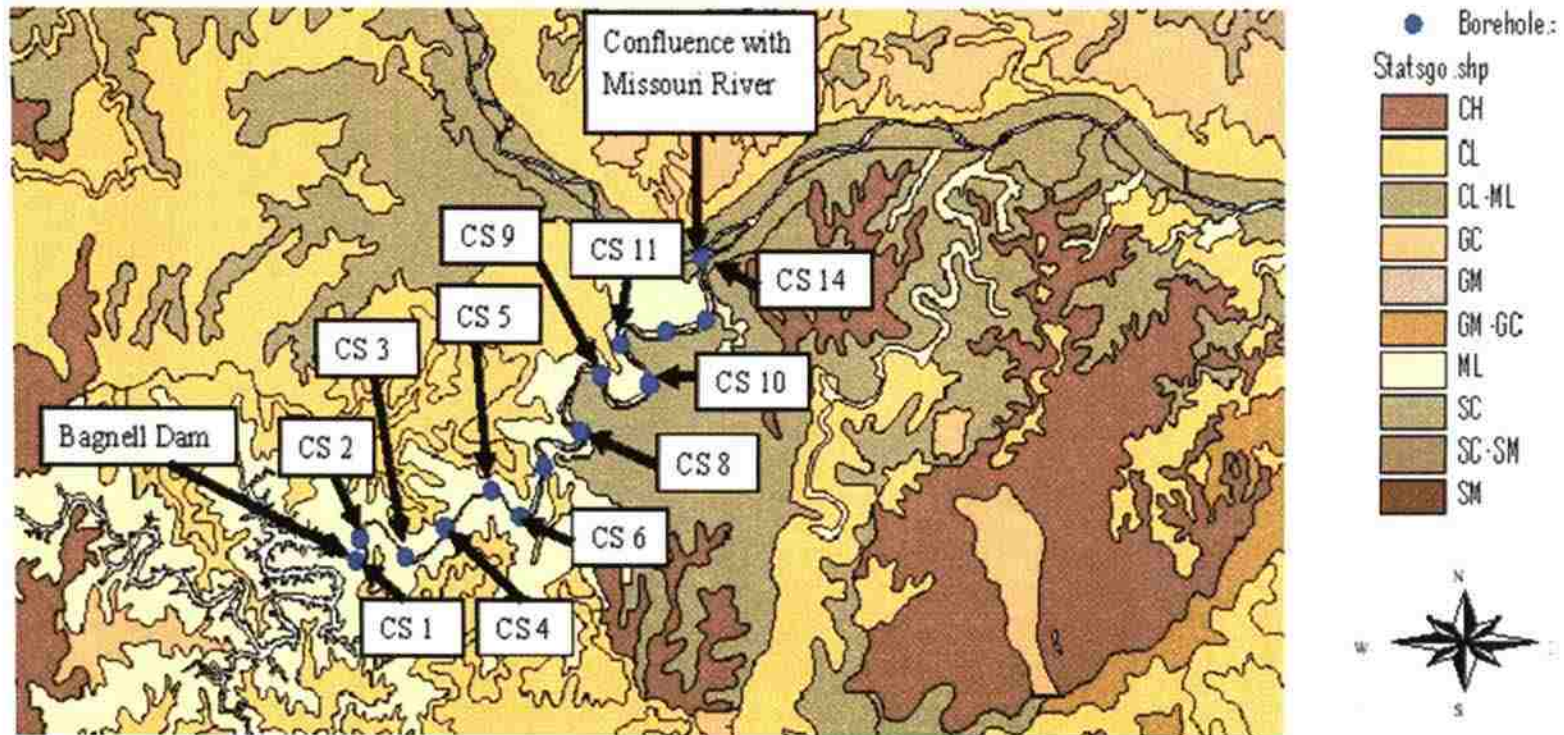 Confluence with
Missouri River
CS 9
CS 11
CS 14
CS 5
CS 3
CS 10
Bagnell Dam
CS 2
CS 8
CS 6
CS 1
CS 4
Borehole.:
Statsgo.shp
CH
CL
CL-ML
GC
GM
GM-GC
ML
SC
SC-SM
SM
N
W
S